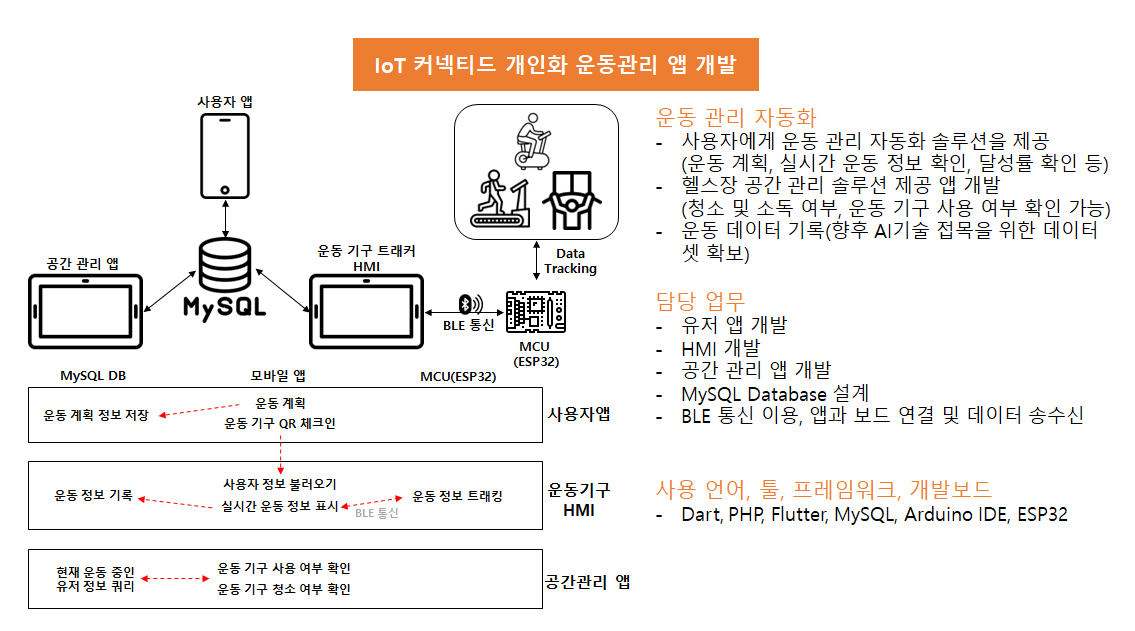 IoT 커넥티드 개인화 운동관리 앱 개발
사용자 앱
공간 관리 앱
MySQL
운동 기구 트래커
HMI
BLE 통신
Data
Tracking
MCU
(ESP32)
MySQL DB
모바일 앱
MCU(ESP32)
운동 계획 정보 저장
운동 계획
운동 기구 QR 체크인
사용자앱
운동 정보 기록
사용자 정보 불러오기
실시간 운동 정보 표시
BLE 통신
운동 정보 트래킹
운동기구
HMI
현재 운동 중인
유저 정보 쿼리
운동 기구 사용 여부 확인
운동 기구 청소 여부 확인
공간관리 앱
운동 관리 자동화
- 사용자에게 운동 관리 자동화 솔루션을 제공
(운동 계획, 실시간 운동 정보 확인, 달성률 확인 등)
- 헬스장 공간 관리 솔루션 제공 앱 개발
(청소 및 소독 여부, 운동 기구 사용 여부 확인 가능)
- 운동 데이터 기록(향후 AI기술 접목을 위한 데이터
셋 확보)
담당 업무
- 유저 앱 개발
- HMI 개발
- 공간 관리 앱 개발
- MySQL Database 설계
- BLE 통신 이용, 앱과 보드 연결 및 데이터 송수신
사용 언어, 툴, 프레임워크, 개발보드
- Dart, PHP, Flutter, MySQL, Arduino IDE, ESP32